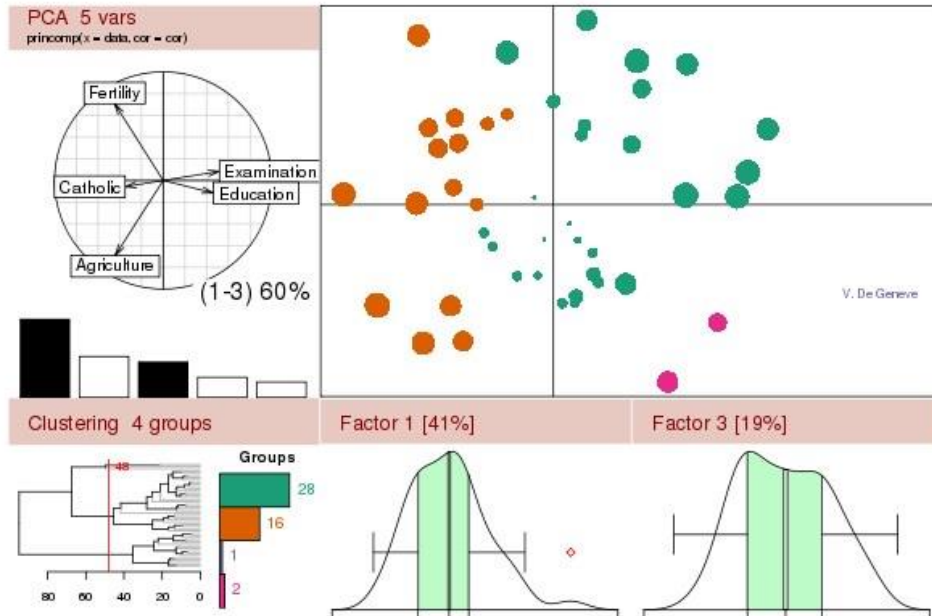 PCA 5 vars
princomp(x = data, cor = cor)
Fertility
Examination
Catholic
Education
Agriculture
(1-3) 60%
V. De Geneve
Clustering 4 groups
Factor 1 [41%]
Factor 3 [19%]
48
Groups
28
16
1
2
80 60 40 20 0